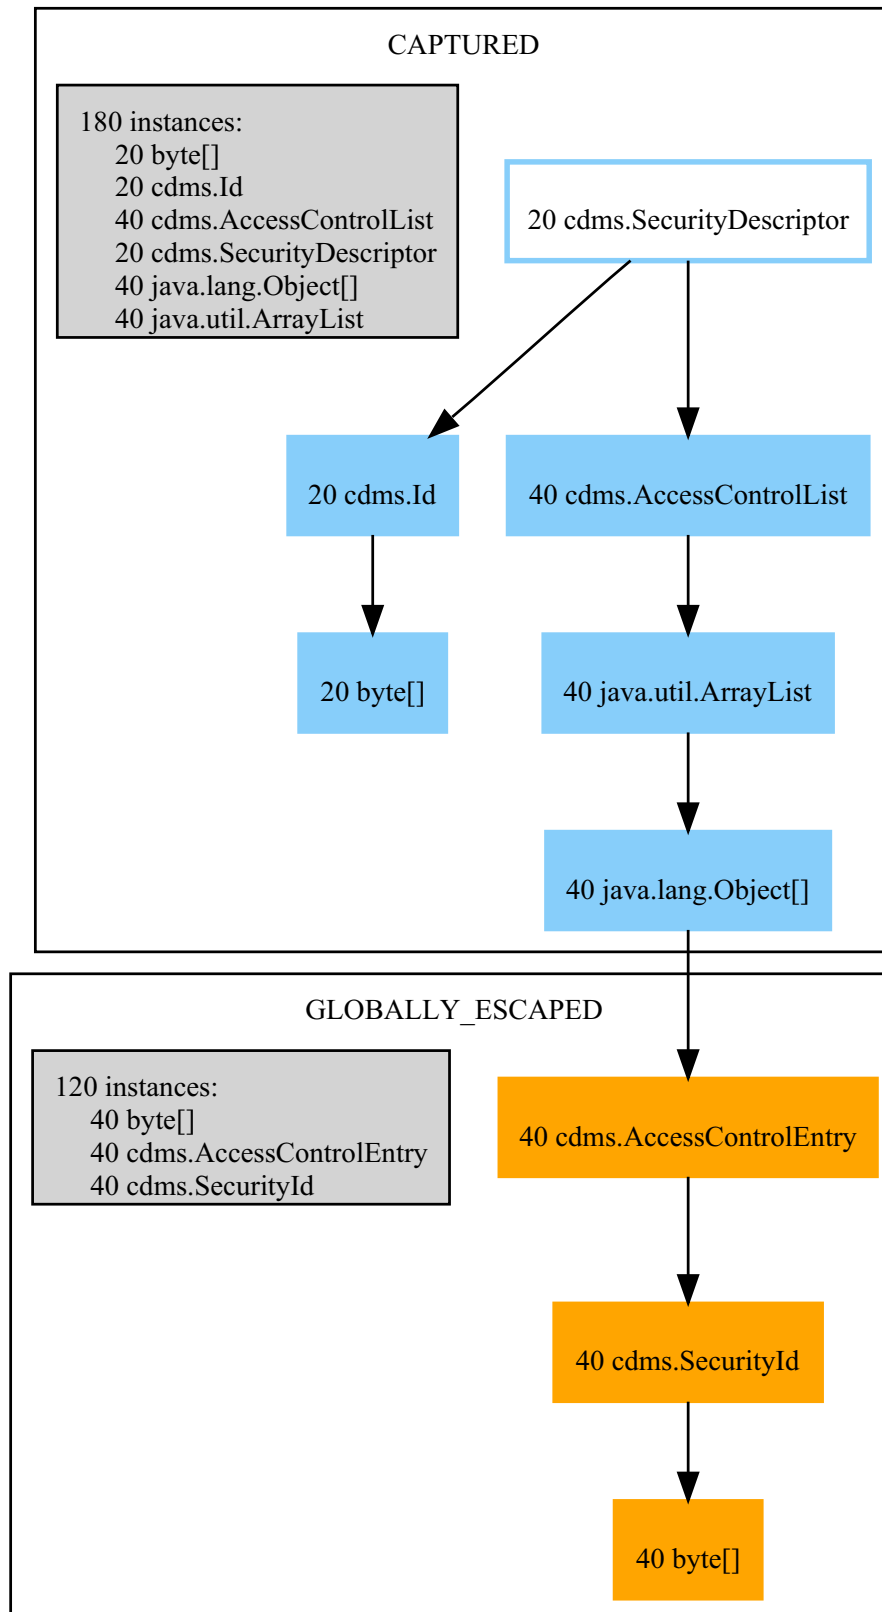 CAPTURED
180 instances:
20 byte[]
20 cdms.Id
40 cdms.AccessControlList
20 cdms.SecurityDescriptor
40 java.lang.Object[]
40 java.util.ArrayList
20 cdms.SecurityDescriptor
20 cdms.Id
40 cdms.AccessControlList
20 byte[]
40 java.util.ArrayList
40 java.lang.Object[]
GLOBALLY_ESCAPED
120 instances:
40 byte[]
40 cdms.AccessControlEntry
40 cdms.SecurityId
40 cdms.AccessControlEntry
40 cdms.SecurityId
40 byte[]